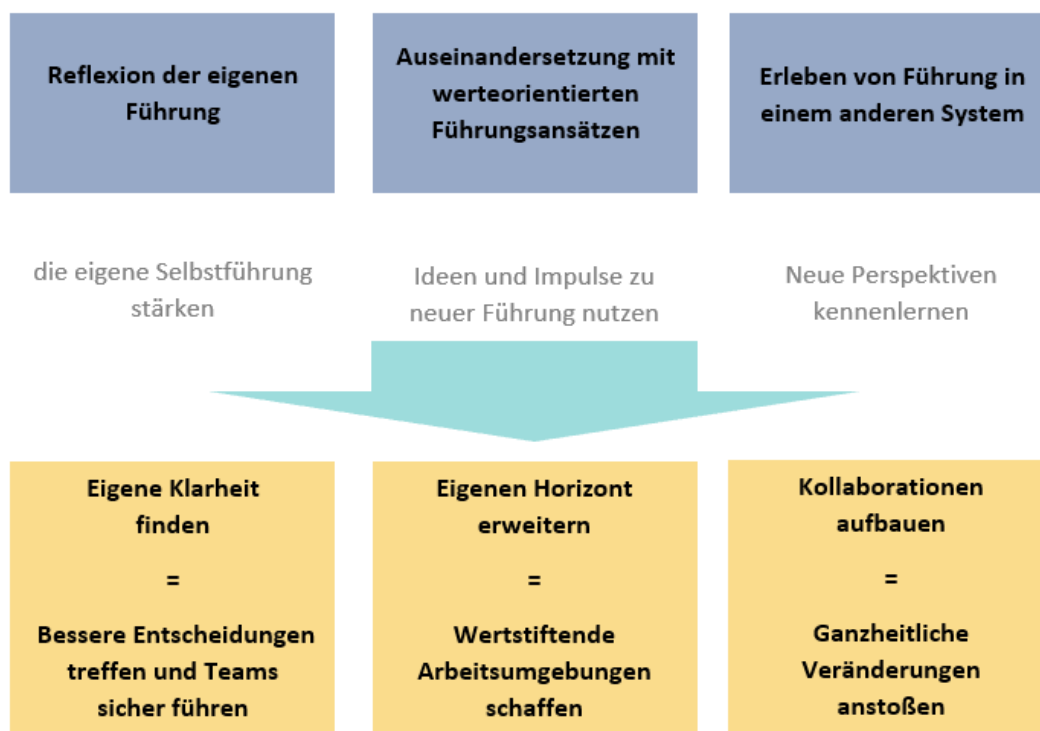 Reflexion der eigenen
Führung
Auseinandersetzung mit
werteorientierten
Führungsansätzen
Erleben von Führung in
einem anderen System
die eigene Selbstführung
stärken
Ideen und Impulse zu
neuer Führung nutzen
Neue Perspektiven
kennenlernen
Eigene Klarheit
finden
=
Bessere Entscheidungen
treffen und Teams
sicher führen
Eigenen Horizont
erweitern
=
Wertstiftende
Arbeitsumgebungen
schaffen
Kollaborationen
aufbauen
=
Ganzheitliche
Veränderungen
anstoßen